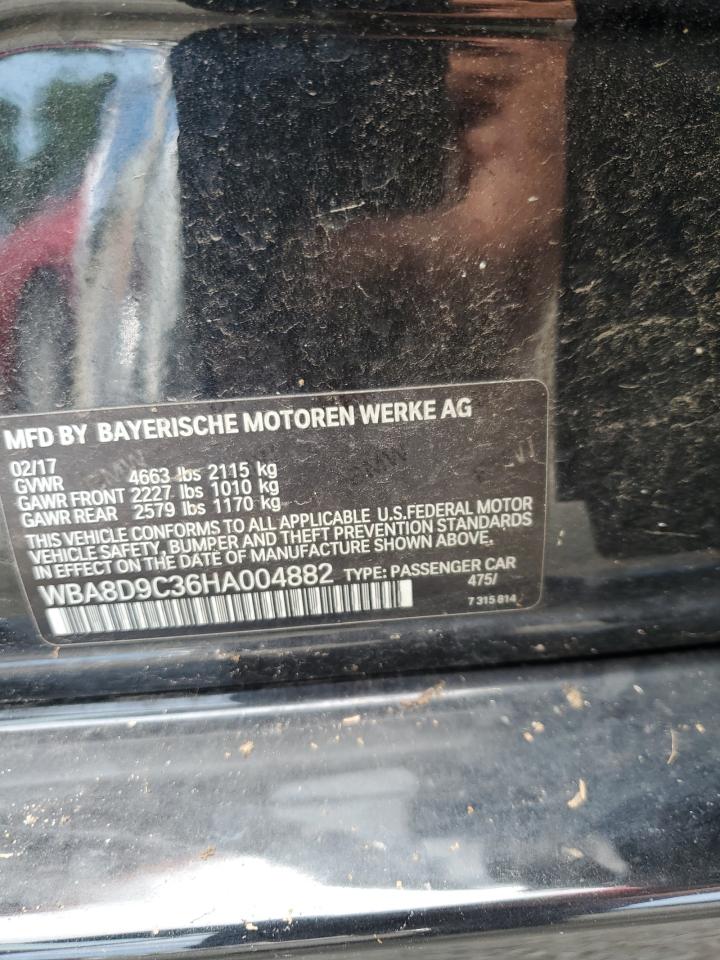 MFD BY BAYERISCHE MOTOREN WERKE AG
02/17
GVWR 4663 lbs 2115 kg
GAWR FRONT 2227 lbs 1010 kg
GAWR REAR 2579 lbs 1170 kg
THIS VEHICLE CONFORMS TO ALL APPLICABLE U.S.FEDERAL MOTOR
VEHICLE SAFETY, BUMPER AND THEFT PREVENTION STANDARDS
IN EFFECT ON THE DATE OF MANUFACTURE SHOWN ABOVE.
WBA8D9C36HA004882 TYPE: PASSENGER CAR
475/
7 315 814